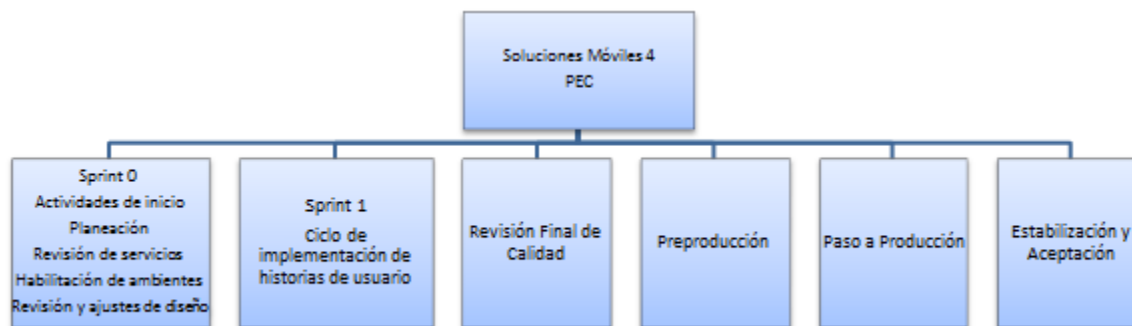 Soluciones Móviles 4
PEC
Sprint 0
Actividades de inicio
Planeación
Revisión de servicios
Habilitación de ambientes
Revisión y ajustes de diseño
Sprint 1
Ciclo de
implementación de
historias de usuario
Revisión Final de
Calidad
Preproducción
Paso a Producción
Estabilización y
Aceptación